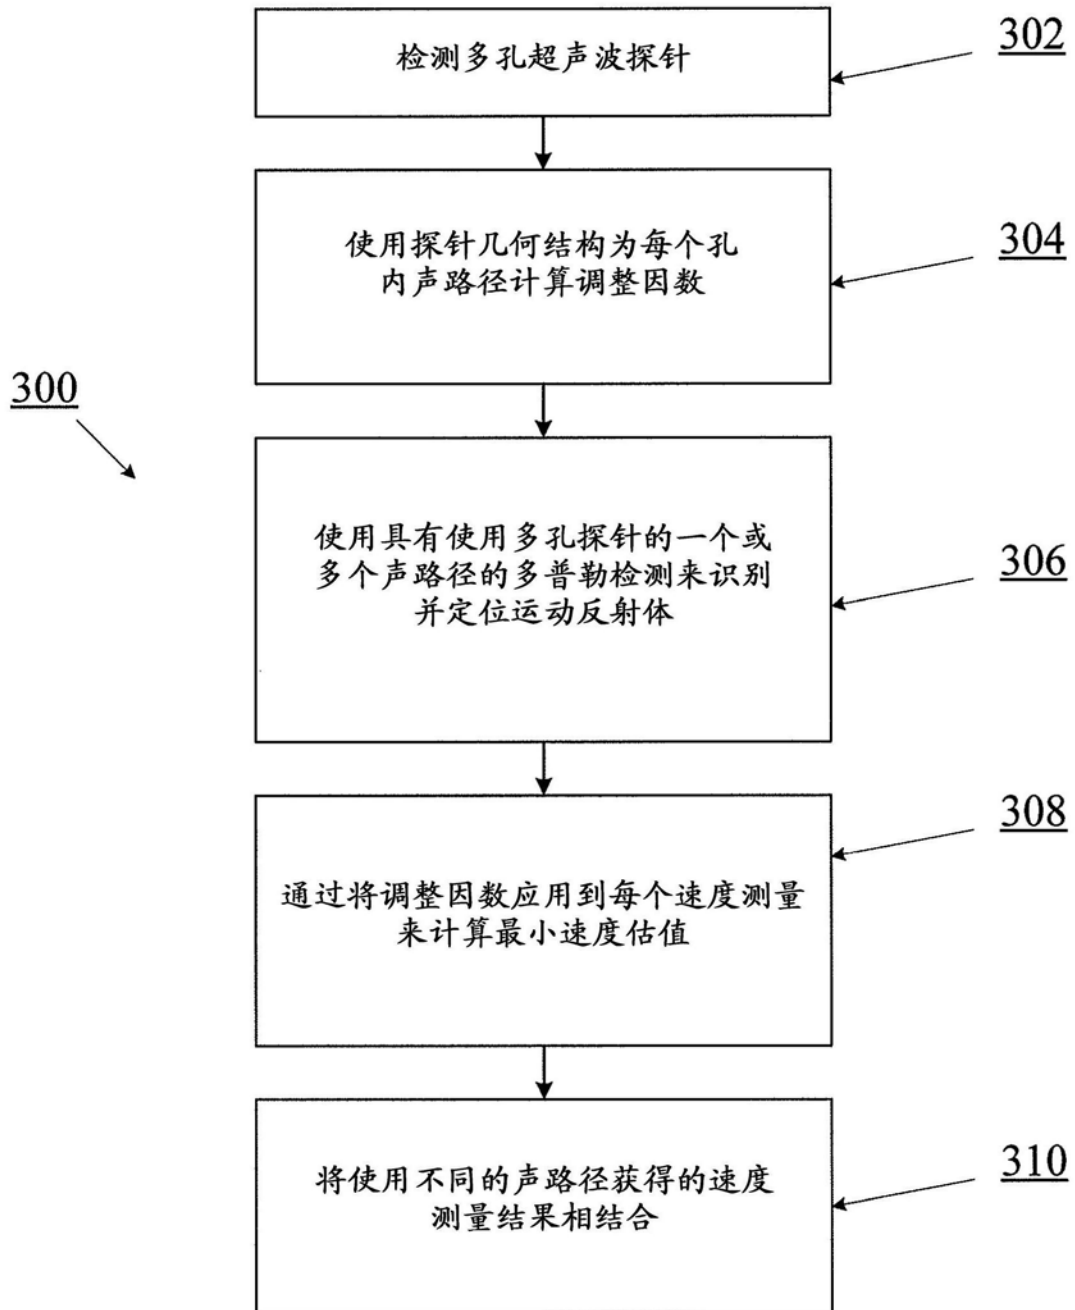 检测多孔超声波探针
302
使用探针几何结构为每个孔
内声路径计算调整因数
304
300
使用具有使用多孔探针的一个或
多个声路径的多普勒检测来识别
并定位运动反射体
306
通过将调整因数应用到每个速度测量
来计算最小速度估值
308
将使用不同的声路径获得的速度
测量结果相结合
310